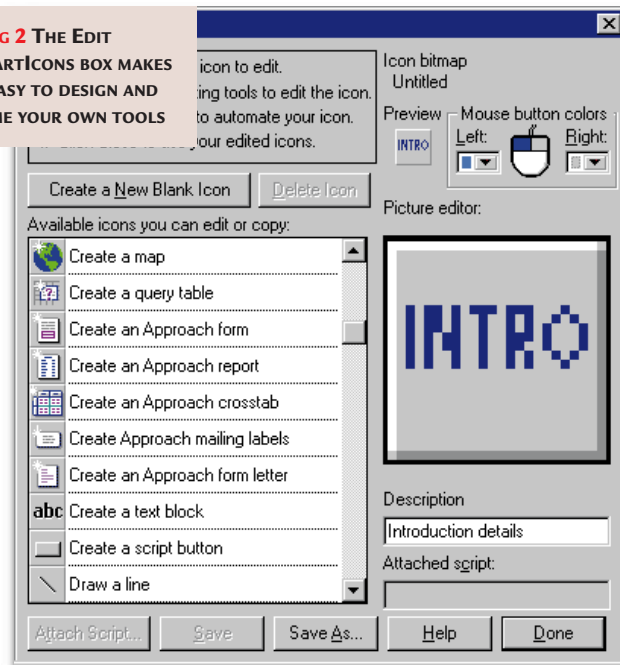 G 2 THE EDIT
ARTICONS BOX MAKES
ASY TO DESIGN AND
E YOUR OWN TOOLS
icon to edit.
ing tools to edit the icon.
to automate your icon.
our edited icons.
Icon bitmap
Untitled
Preview
INTRO
Mouse button colors
Left:
Right:
Create a New Blank Icon
Delete Icon
Available icons you can edit or copy:
Create a map
Create a query table
Create an Approach form
Create an Approach report
Create an Approach crosstab
Create Approach mailing labels
Create an Approach form letter
abc Create a text block
Create a script button
Draw a line
Picture editor:
INTRO
Description
Introduction details
Attached script:
Attach Script...
Save
Save As...
Help
Done